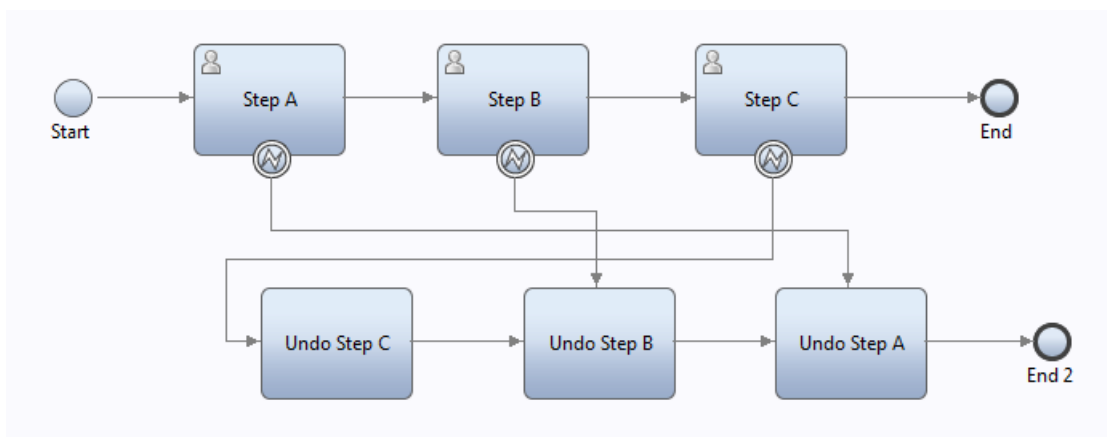 Start
Step A
Step B
Step C
End
Undo Step C
Undo Step B
Undo Step A
End 2